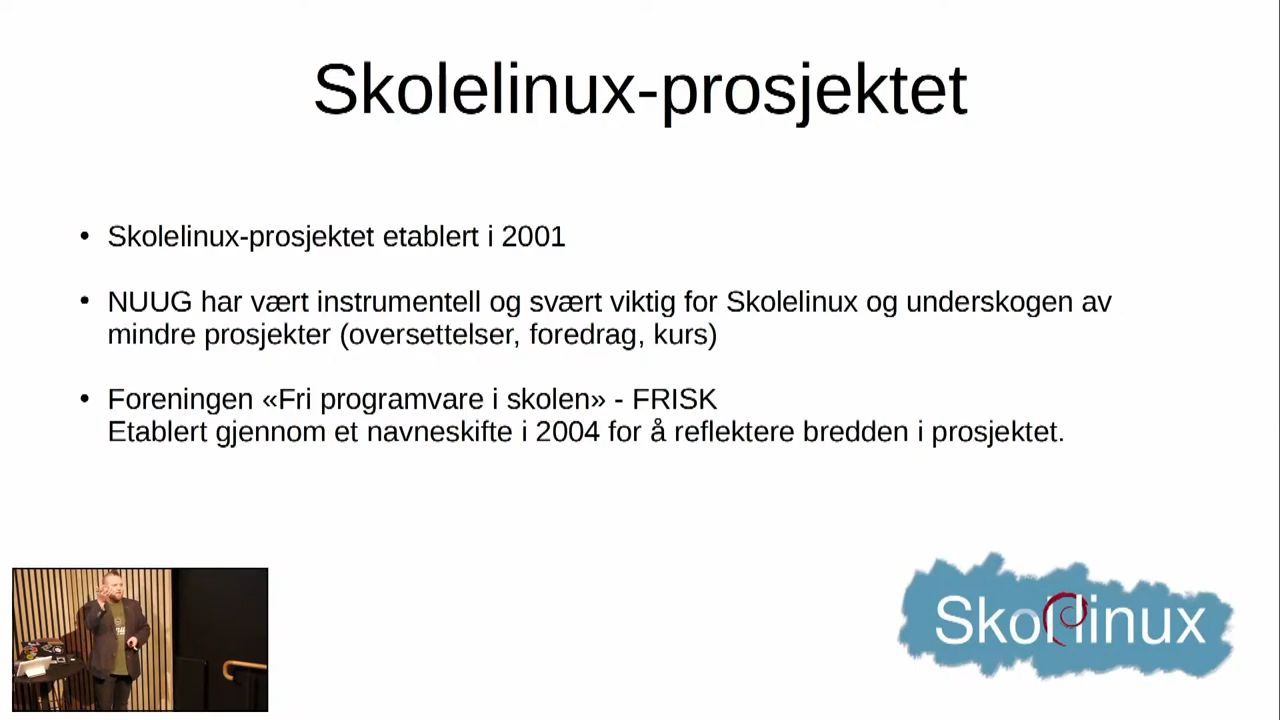 Skolelinux-prosjektet
• Skolelinux-prosjektet etablert i 2001
• NUUG har vært instrumentell og svært viktig for Skolelinux og underskogen av
mindre prosjekter (oversettelser, foredrag, kurs)
• Foreningen «Fri programvare i skolen» - FRISK
Etablert gjennom et navneskifte i 2004 for å reflektere bredden i prosjektet.
Skolelinux